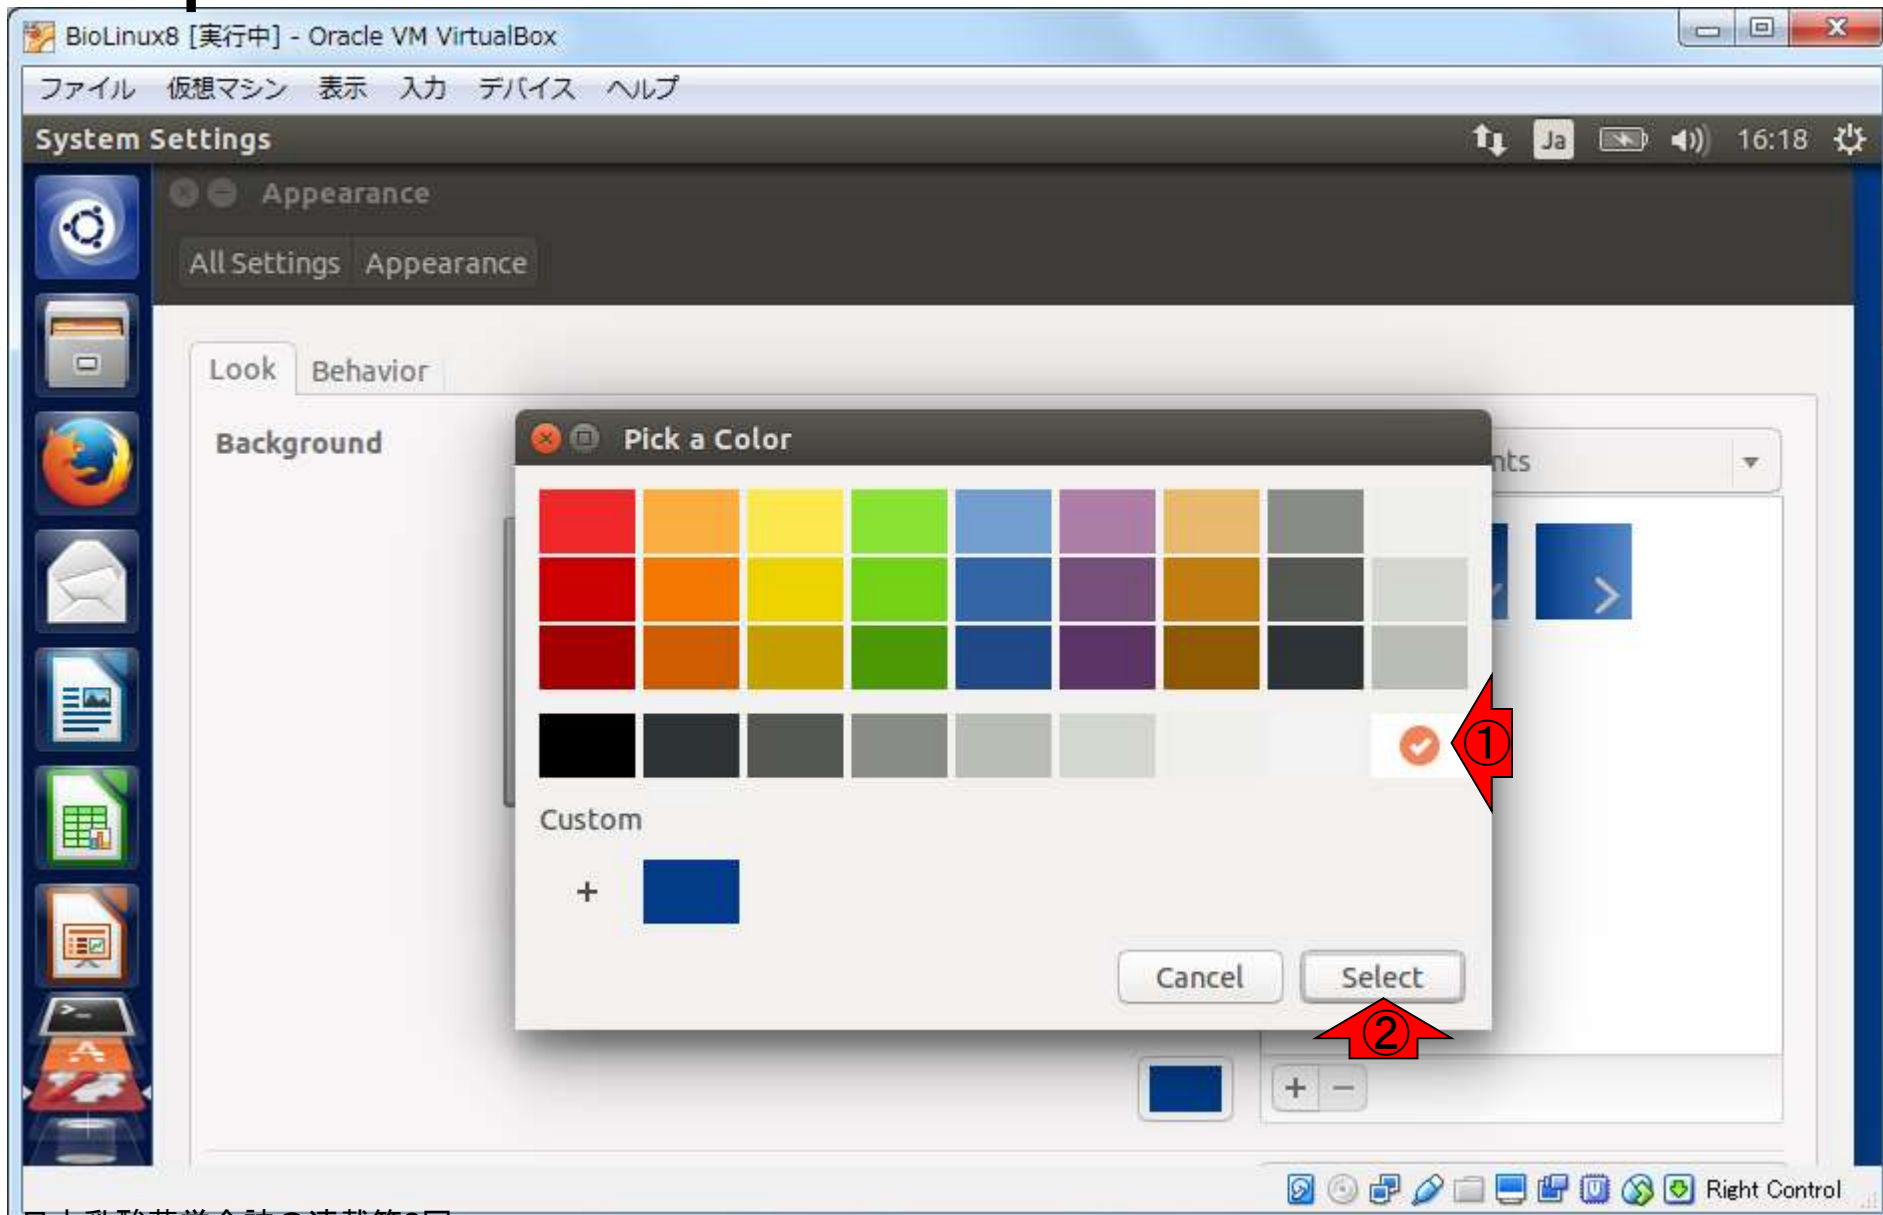 BioLinux8 [実行中] - Oracle VM VirtualBox
ファイル 仮想マシン 表示 入力 デバイス ヘルプ
System Settings
Ja
16:18
Appearance
All Settings Appearance
Look Behavior
Background
Pick a Color
nts
①
Custom
+
Cancel Select
②
+ −
Right Control